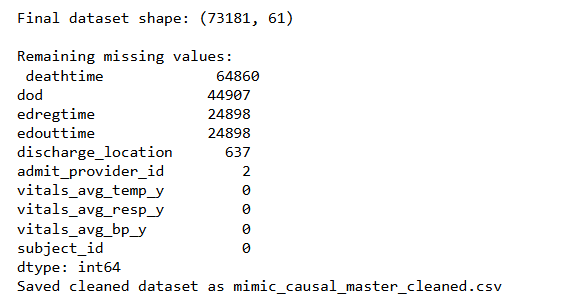 Final dataset shape: (73181, 61)
Remaining missing values:
deathtime 64860
dod 44907
edregtime 24898
edouttime 24898
discharge_location 637
admit_provider_id 2
vitals_avg_temp_y 0
vitals_avg_resp_y 0
vitals_avg_bp_y 0
subject_id 0
dtype: int64
Saved cleaned dataset as mimic_causal_master_cleaned.csv